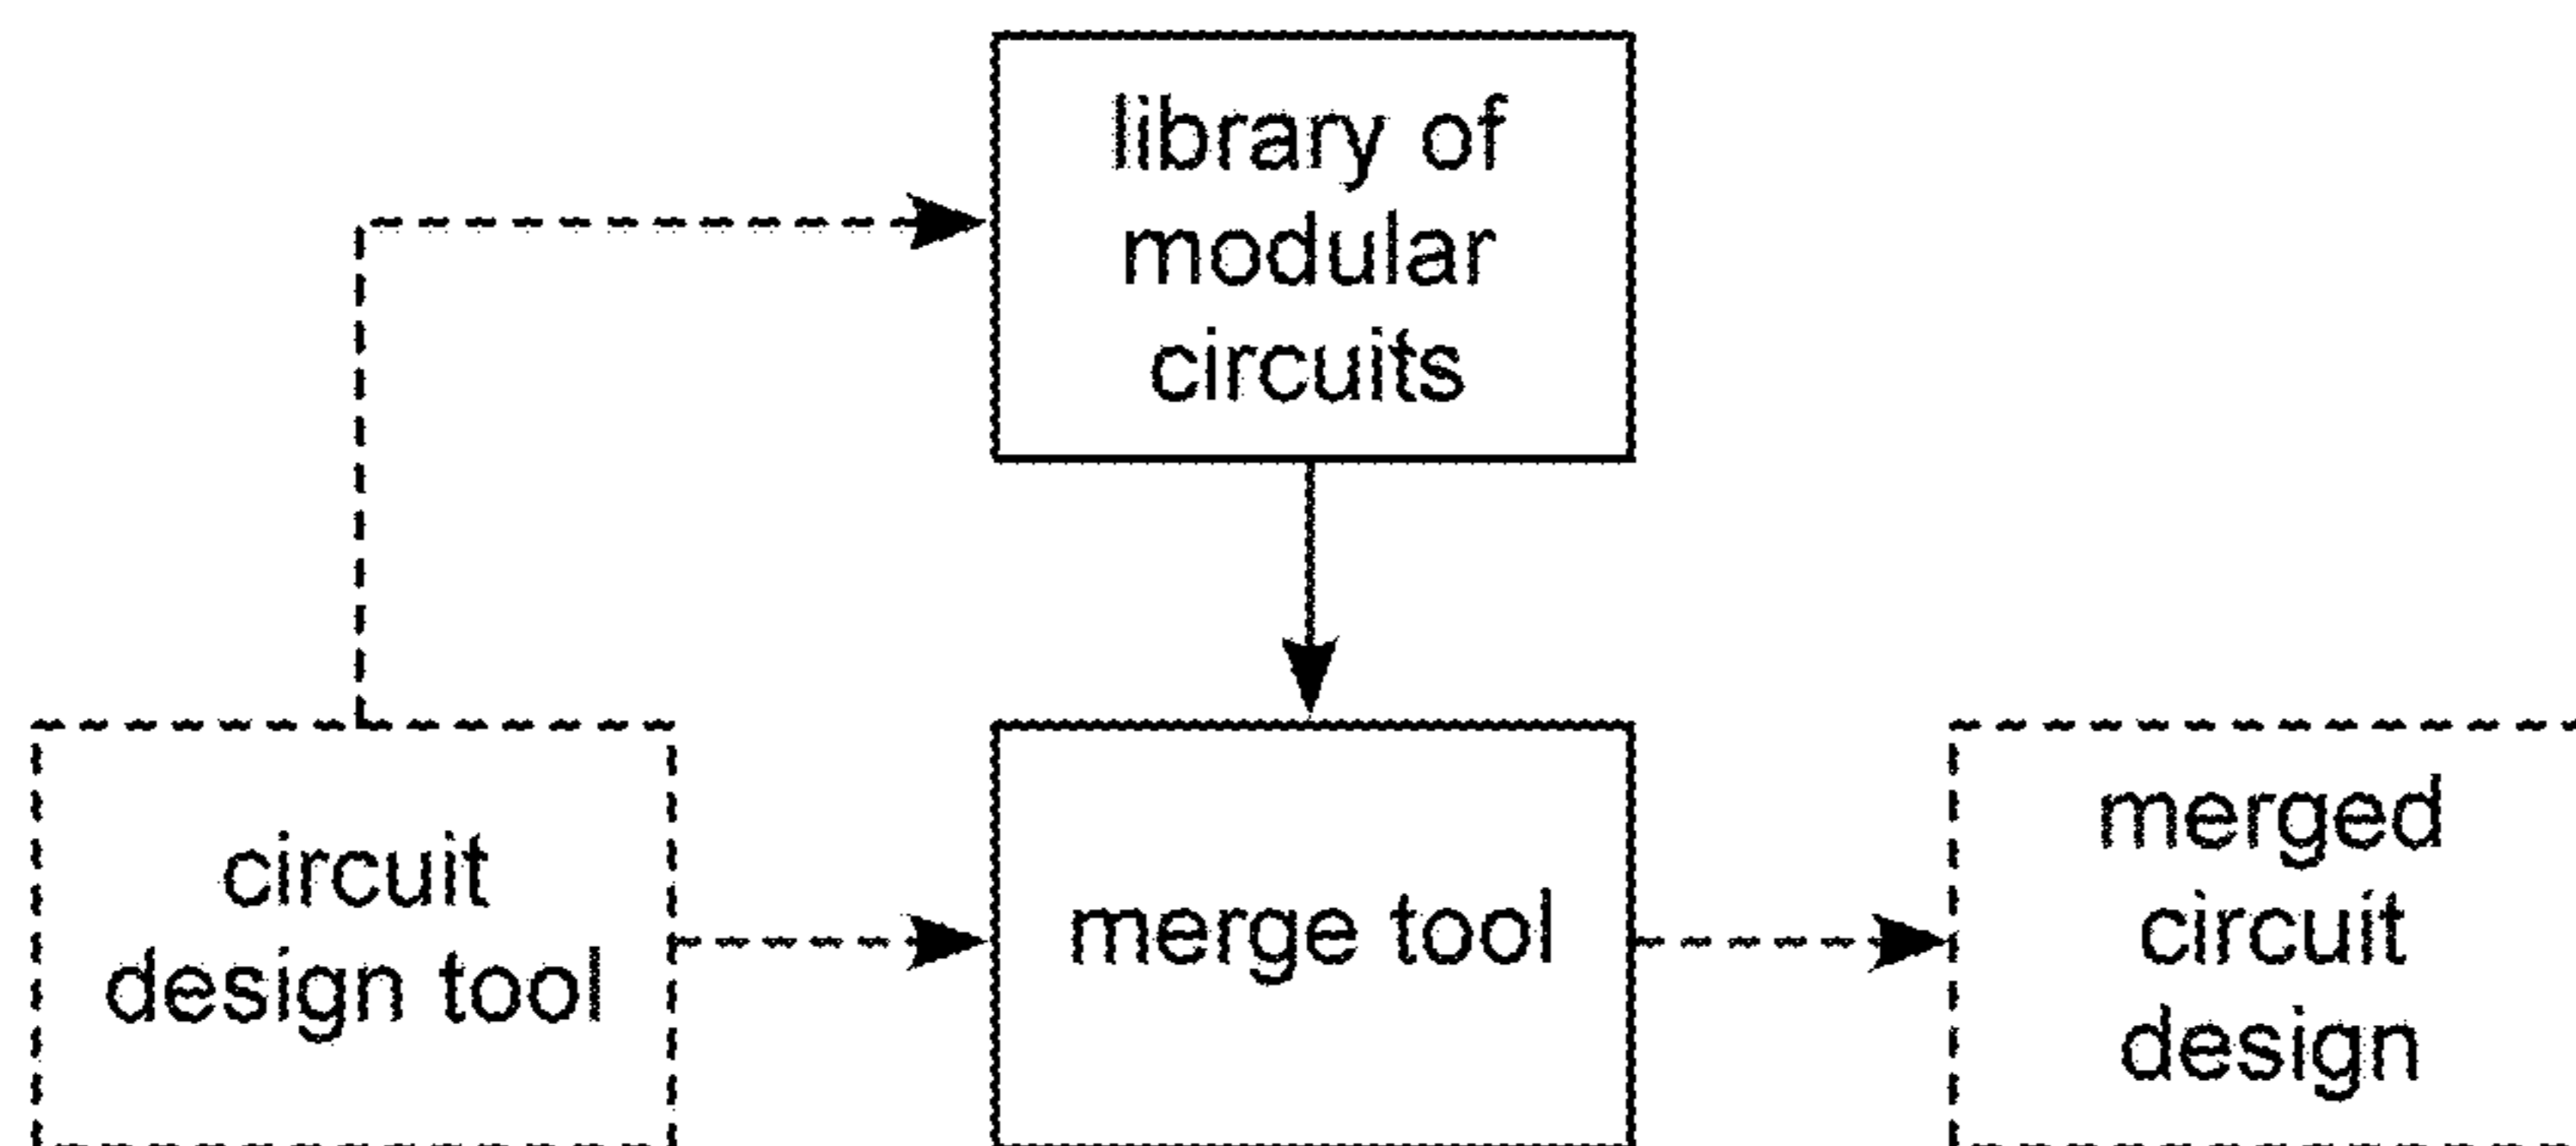 library of
modular
circuits
circuit
design tool
merge tool
merged
circuit
design